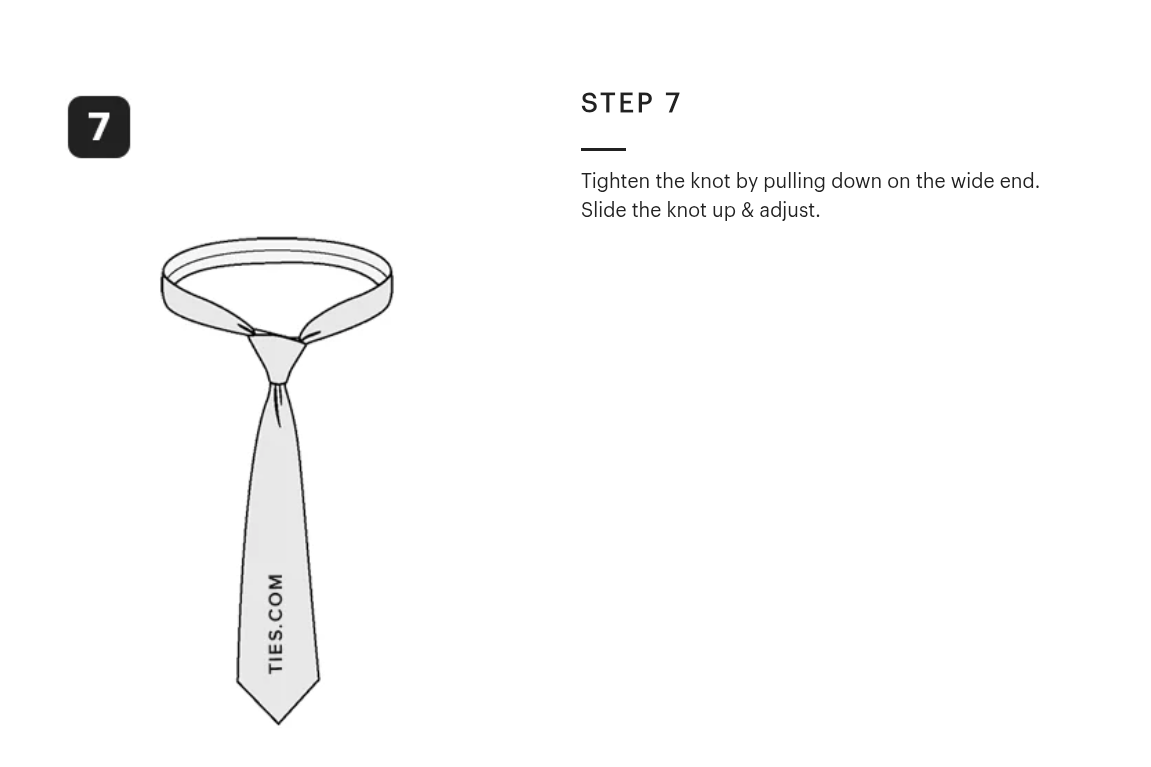 7
STEP 7
Tighten the knot by pulling down on the wide end.
Slide the knot up & adjust.
TIES.COM